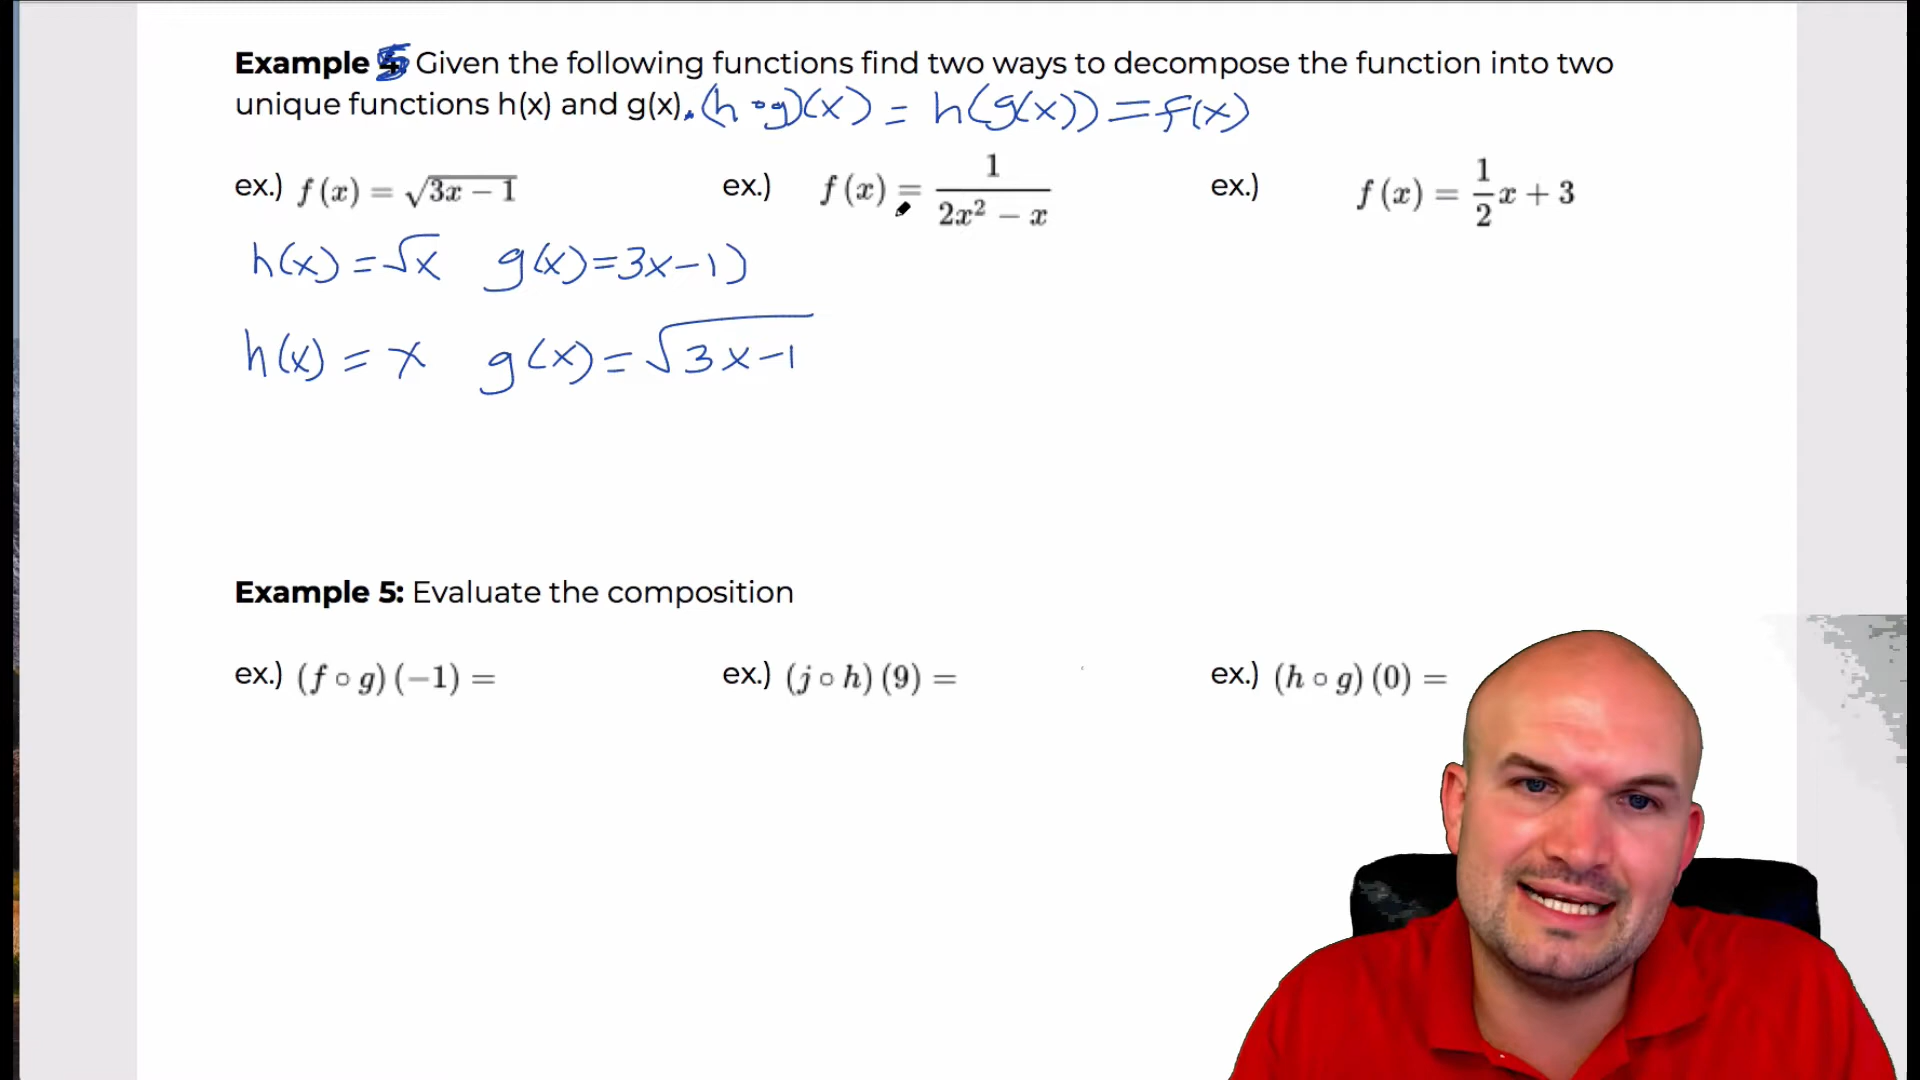 Example 4: Given the following functions find two ways to decompose the function into two
unique functions h(x) and g(x). (h∘g)(x) = h(g(x)) = f(x)
ex.) f(x) = √(3x − 1) ex.) f(x) = 1/(2x² − x) ex.) f(x) = 1/2 x + 3
h(x) = √x g(x) = 3x − 1)
h(x) = x g(x) = √(3x − 1)
Example 5: Evaluate the composition
ex.) (f ∘ g)(−1) = ex.) (j ∘ h)(9) = ex.) (h ∘ g)(0) =